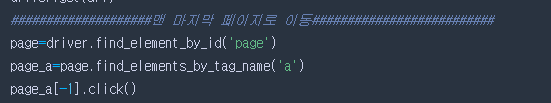 ####################맨 마지막 페이지로 이동##########################
page=driver.find_element_by_id('page')
page_a=page.find_elements_by_tag_name('a')
page_a[-1].click()